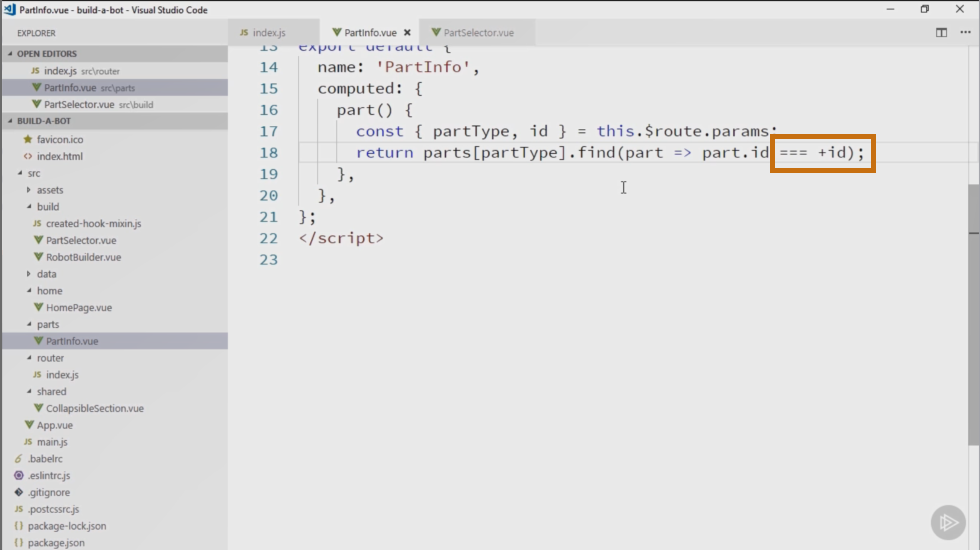 PartInfo.vue - build-a-bot - Visual Studio Code
EXPLORER
OPEN EDITORS
JS index.js src\router
PartInfo.vue src\parts
PartSelector.vue src\build
BUILD-A-BOT
favicon.ico
<> index.html
src
assets
build
JS created-hook-mixin.js
PartSelector.vue
RobotBuilder.vue
data
home
HomePage.vue
parts
PartInfo.vue
router
JS index.js
shared
CollapsibleSection.vue
App.vue
JS main.js
.babelrc
.eslintrc.js
.gitignore
JS .postcssrc.js
{} package-lock.json
{} package.json
JS index.js PartInfo.vue × PartSelector.vue
13 export default {
14 name: 'PartInfo',
15 computed: {
16 part() {
17 const { partType, id } = this.$route.params;
18 return parts[partType].find(part => part.id === +id);
19 },
20 },
21 };
22 </script>
23